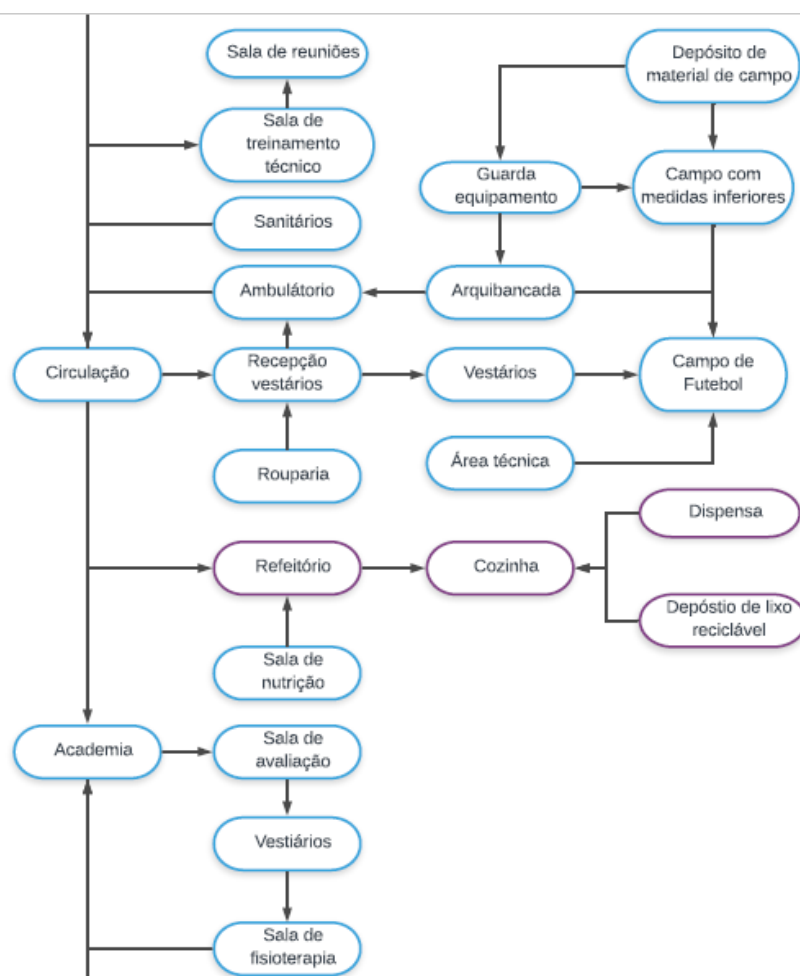 Sala de reuniões
Depósito de
material de campo
Sala de
treinamento
técnico
Guarda
equipamento
Campo com
medidas inferiores
Sanitários
Ambulátorio
Arquibancada
Circulação
Recepção
vestários
Vestários
Campo de
Futebol
Rouparia
Área técnica
Dispensa
Refeitório
Cozinha
Depóstio de lixo
reciclável
Sala de
nutrição
Academia
Sala de
avaliação
Vestiários
Sala de
fisioterapia